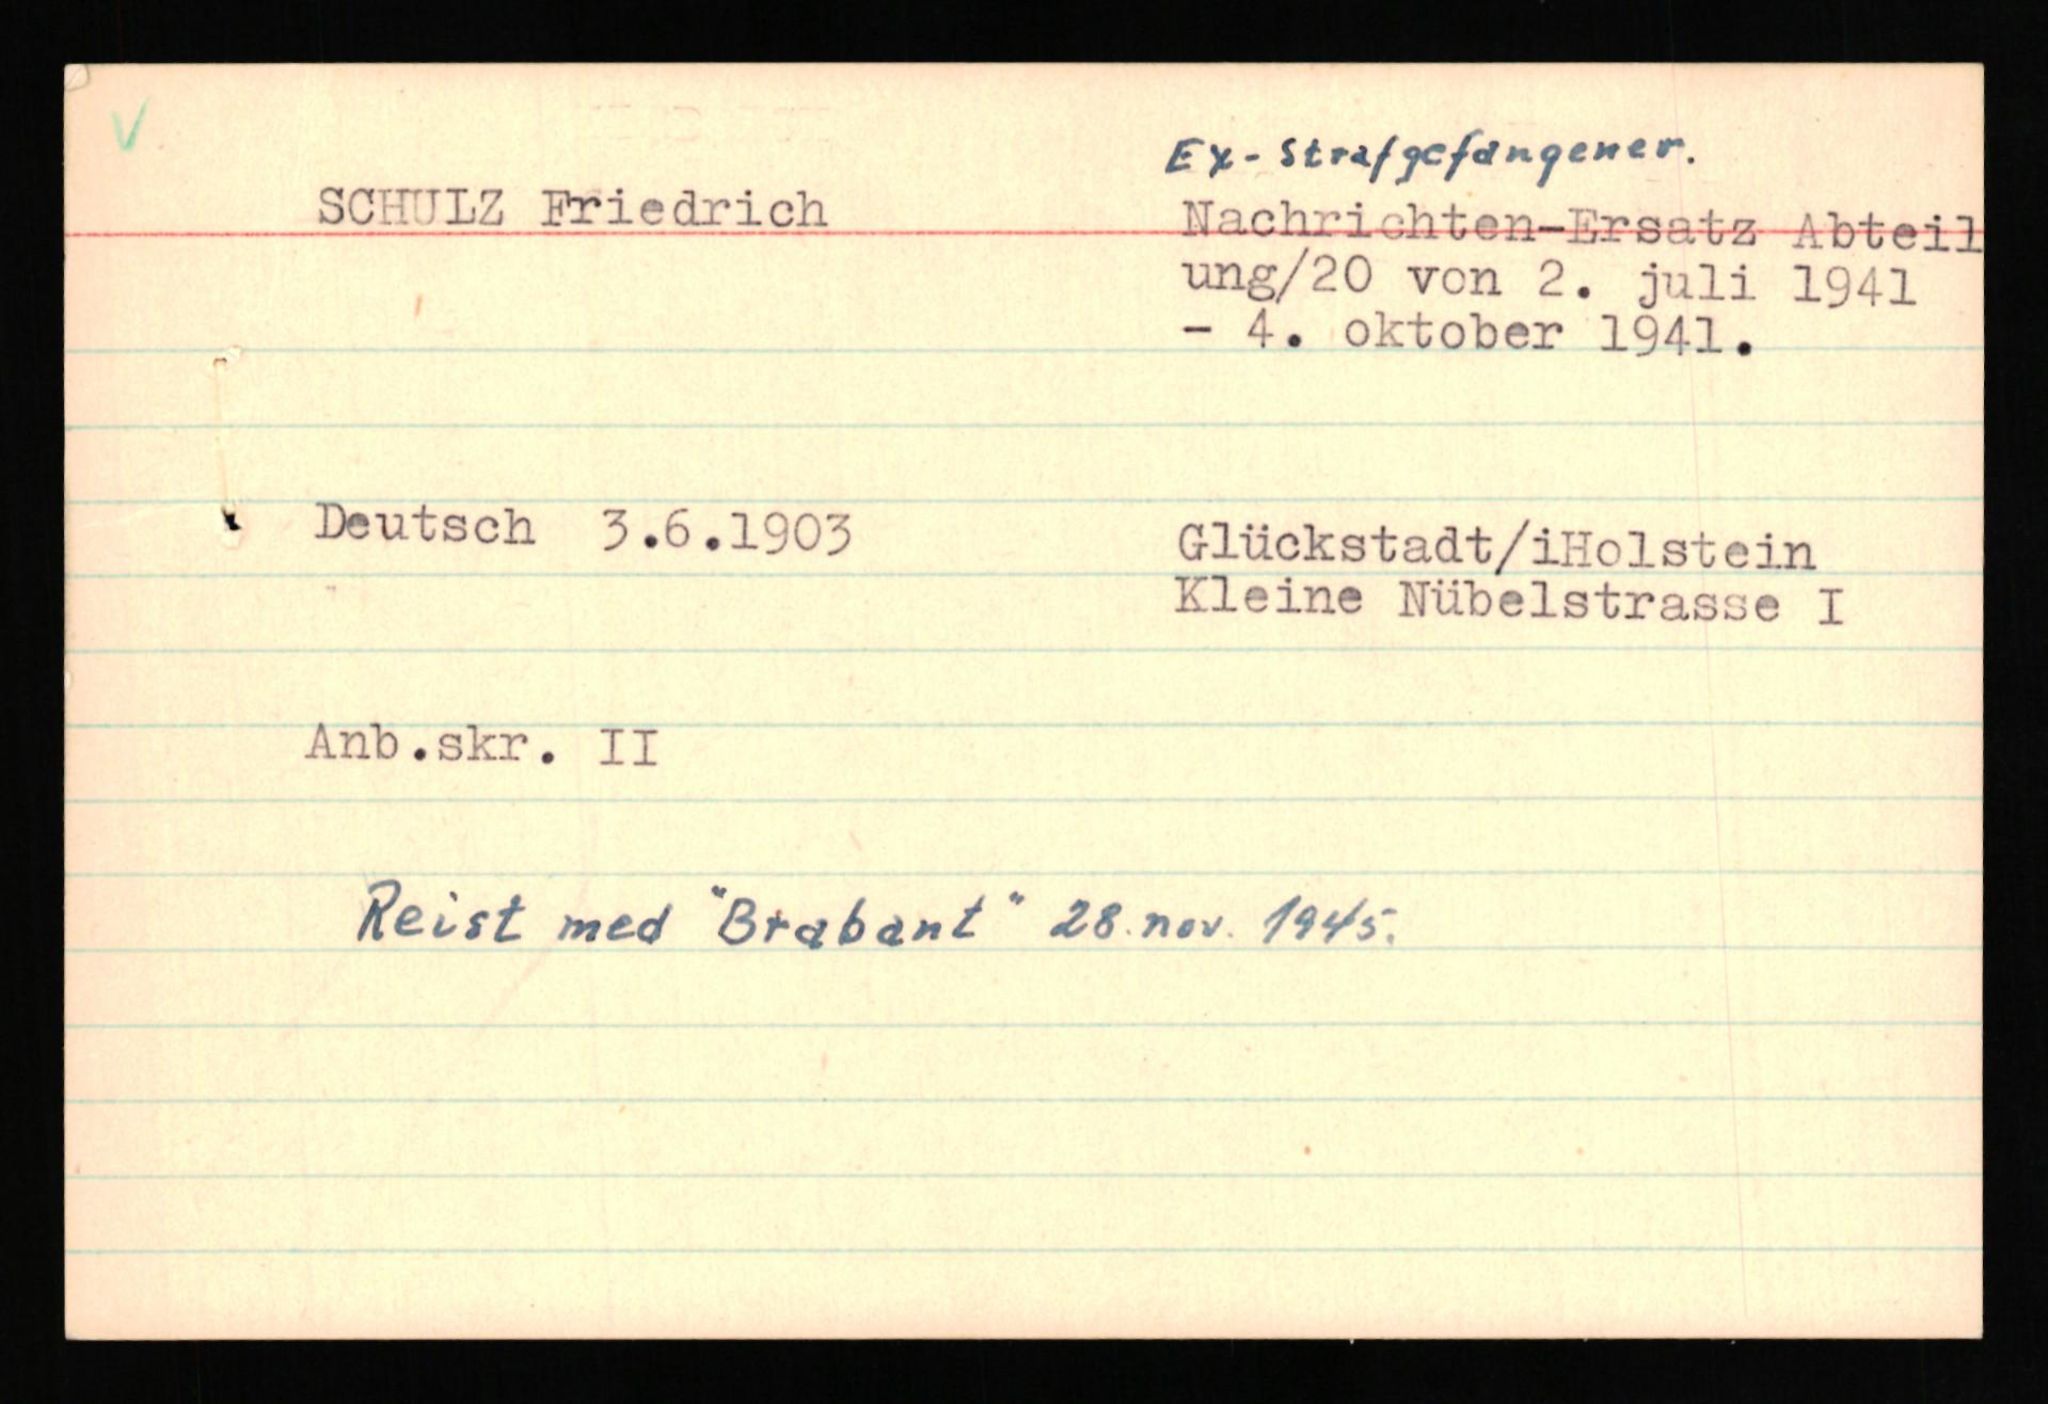 V
Ex-Strafgefangener.
SCHULZ Friedrich
Nachrichten-Ersatz Abteil
ung/20 von 2. juli 1941
- 4. oktober 1941.
Deutsch 3.6.1903
Glückstadt/iHolstein
Kleine Nübelstrasse I
Anb.skr. II
Reist med "Brabant" 28. nov. 1945.